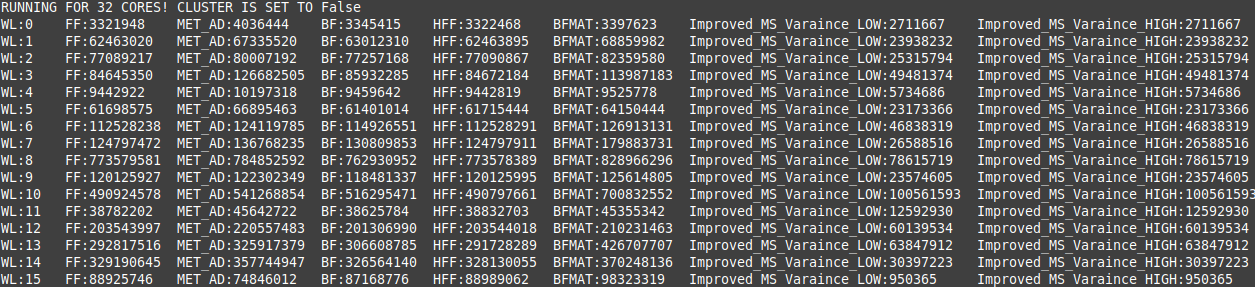 RUNNING FOR 32 CORES! CLUSTER IS SET TO False
WL:0 FF:3321948 MET_AD:4036444 BF:3345415 HFF:3322468 BFMAT:3397623 Improved_MS_Varaince_LOW:2711667 Improved_MS_Varaince_HIGH:2711667
WL:1 FF:62463020 MET_AD:67335520 BF:63012310 HFF:62463895 BFMAT:68859982 Improved_MS_Varaince_LOW:23938232 Improved_MS_Varaince_HIGH:23938232
WL:2 FF:77089217 MET_AD:80007192 BF:77257168 HFF:77090867 BFMAT:82359580 Improved_MS_Varaince_LOW:25315794 Improved_MS_Varaince_HIGH:25315794
WL:3 FF:84645350 MET_AD:126682505 BF:85932285 HFF:84672184 BFMAT:113987183 Improved_MS_Varaince_LOW:49481374 Improved_MS_Varaince_HIGH:49481374
WL:4 FF:9442922 MET_AD:10197318 BF:9459642 HFF:9442819 BFMAT:9525778 Improved_MS_Varaince_LOW:5734686 Improved_MS_Varaince_HIGH:5734686
WL:5 FF:61698575 MET_AD:66895463 BF:61401014 HFF:61715444 BFMAT:64150444 Improved_MS_Varaince_LOW:23173366 Improved_MS_Varaince_HIGH:23173366
WL:6 FF:112528238 MET_AD:124119785 BF:114926551 HFF:112528291 BFMAT:126913131 Improved_MS_Varaince_LOW:46838319 Improved_MS_Varaince_HIGH:46838319
WL:7 FF:124797472 MET_AD:136768235 BF:130809853 HFF:124797911 BFMAT:179883731 Improved_MS_Varaince_LOW:26588516 Improved_MS_Varaince_HIGH:26588516
WL:8 FF:773579581 MET_AD:784852592 BF:762930952 HFF:773578389 BFMAT:828966296 Improved_MS_Varaince_LOW:78615719 Improved_MS_Varaince_HIGH:78615719
WL:9 FF:120125927 MET_AD:122302349 BF:118481337 HFF:120125995 BFMAT:125614805 Improved_MS_Varaince_LOW:23574605 Improved_MS_Varaince_HIGH:23574605
WL:10 FF:490924578 MET_AD:541268854 BF:516295471 HFF:490797661 BFMAT:700832552 Improved_MS_Varaince_LOW:100561593 Improved_MS_Varaince_HIGH:100561593
WL:11 FF:38782202 MET_AD:45642722 BF:38625784 HFF:38832703 BFMAT:45355342 Improved_MS_Varaince_LOW:12592930 Improved_MS_Varaince_HIGH:12592930
WL:12 FF:203543997 MET_AD:220557483 BF:201306990 HFF:203544018 BFMAT:210231463 Improved_MS_Varaince_LOW:60139534 Improved_MS_Varaince_HIGH:60139534
WL:13 FF:292817516 MET_AD:325917379 BF:306608785 HFF:291728289 BFMAT:426707707 Improved_MS_Varaince_LOW:63847912 Improved_MS_Varaince_HIGH:63847912
WL:14 FF:329190645 MET_AD:357744947 BF:326564140 HFF:328130055 BFMAT:370248136 Improved_MS_Varaince_LOW:30397223 Improved_MS_Varaince_HIGH:30397223
WL:15 FF:88925746 MET_AD:74846012 BF:87168776 HFF:88989062 BFMAT:98323319 Improved_MS_Varaince_LOW:950365 Improved_MS_Varaince_HIGH:950365